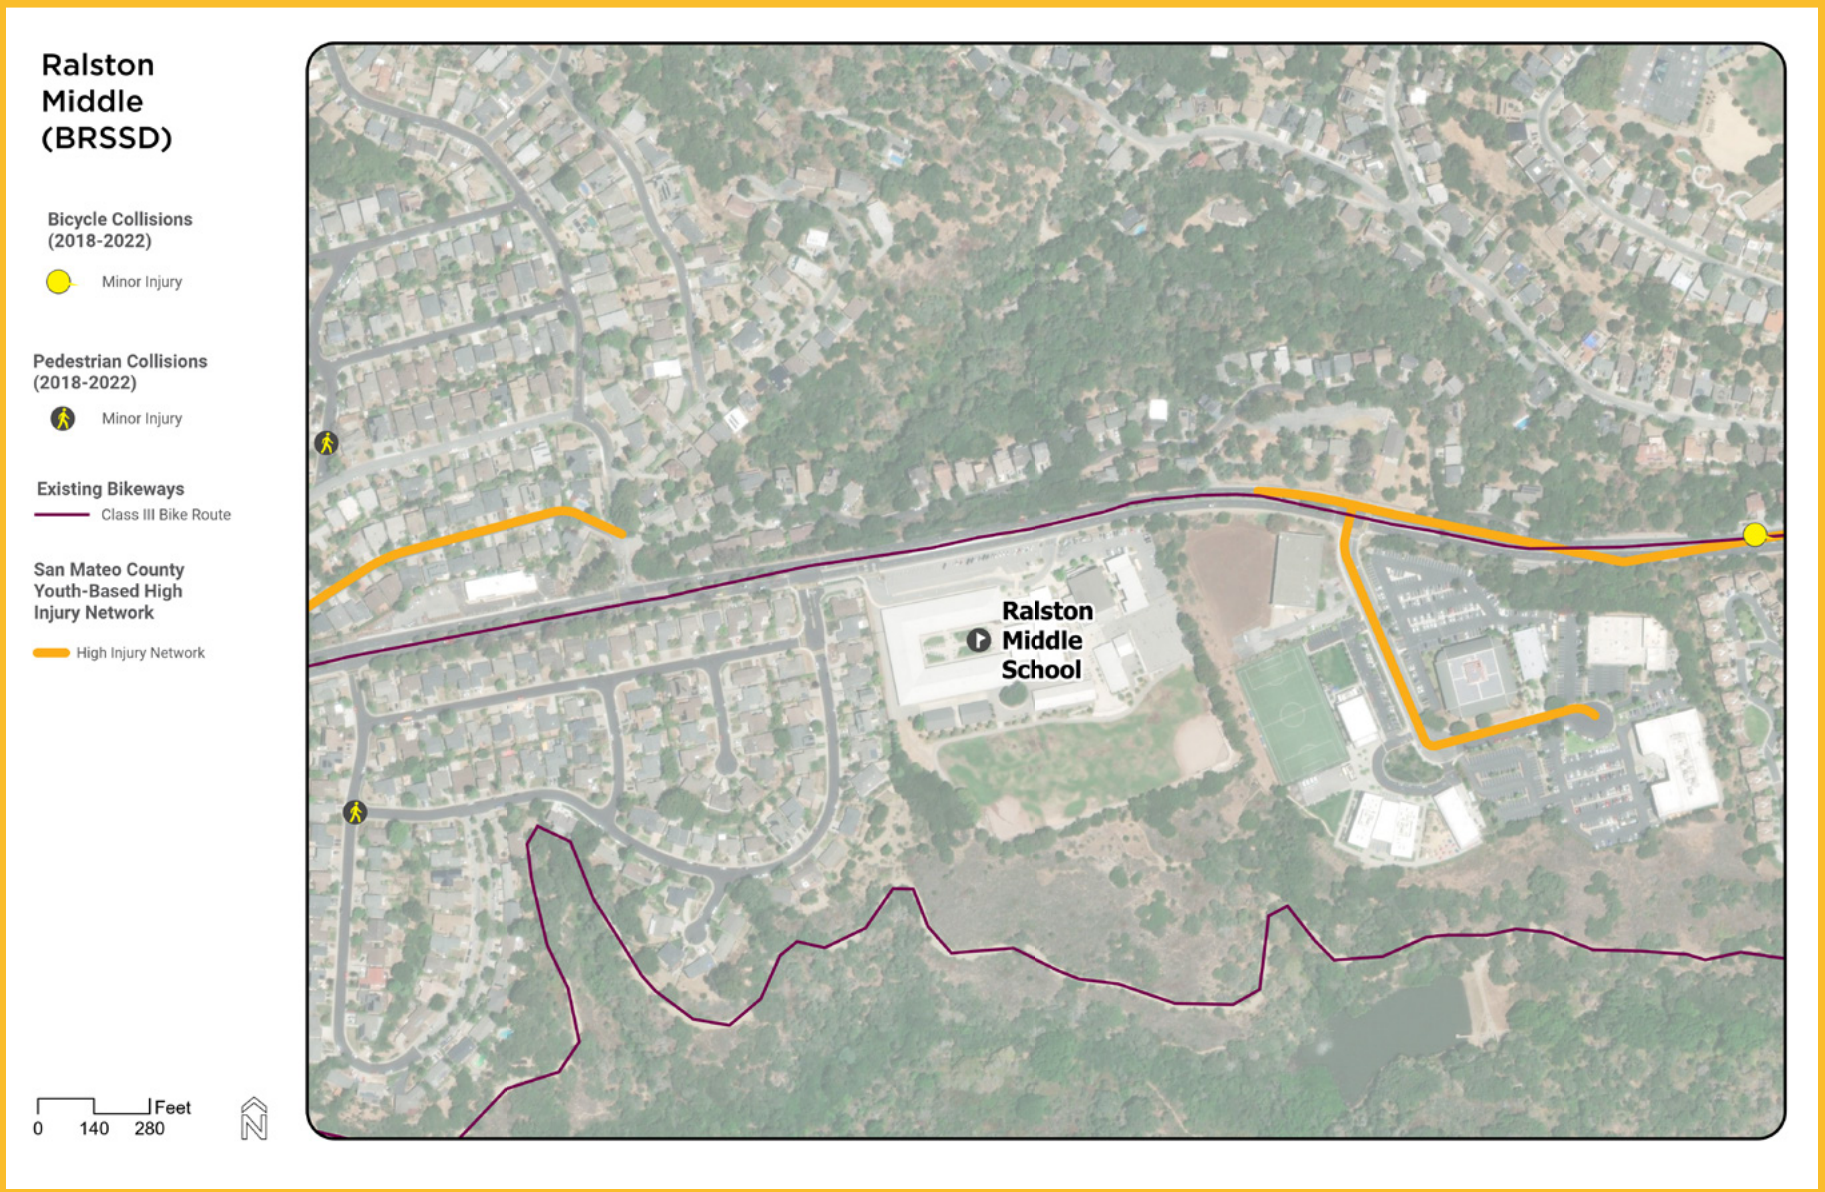 Ralston
Middle
(BRSSD)
Bicycle Collisions
(2018-2022)
Minor Injury
Pedestrian Collisions
(2018-2022)
Minor Injury
Existing Bikeways
Class III Bike Route
San Mateo County
Youth-Based High
Injury Network
High Injury Network
Feet
0 140 280
N
Ralston
Middle
School